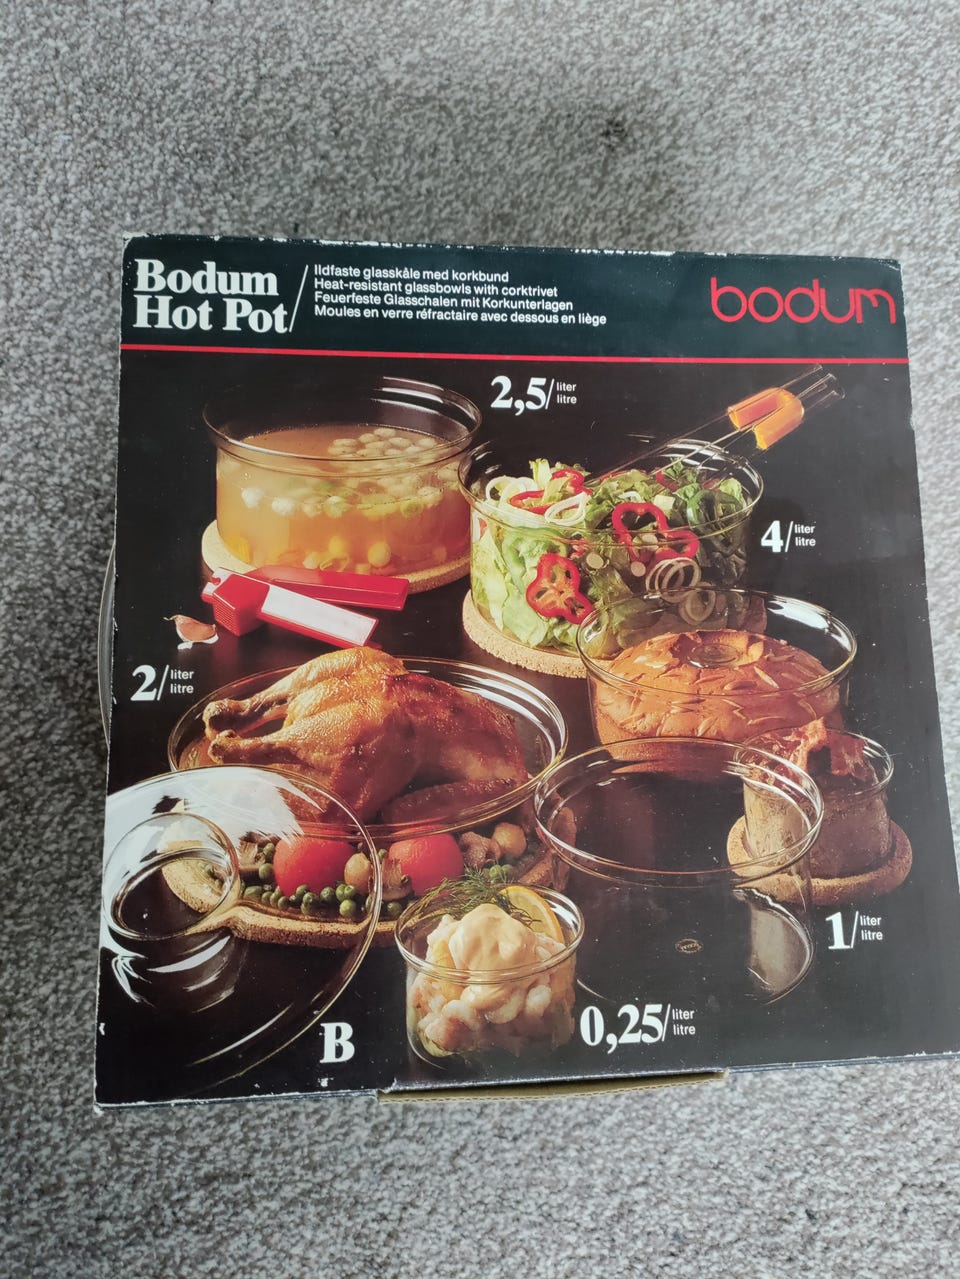 Bodum
Hot Pot/
Ildfaste glasskåle med korkbund
Heat-resistant glassbowls with corktrivet
Feuerfeste Glasschalen mit Korkunterlagen
Moules en verre réfractaire avec dessous en liège
bodum
2,5/ liter
litre
4/ liter
litre
2/ liter
litre
1/ liter
litre
0,25/ liter
litre
B